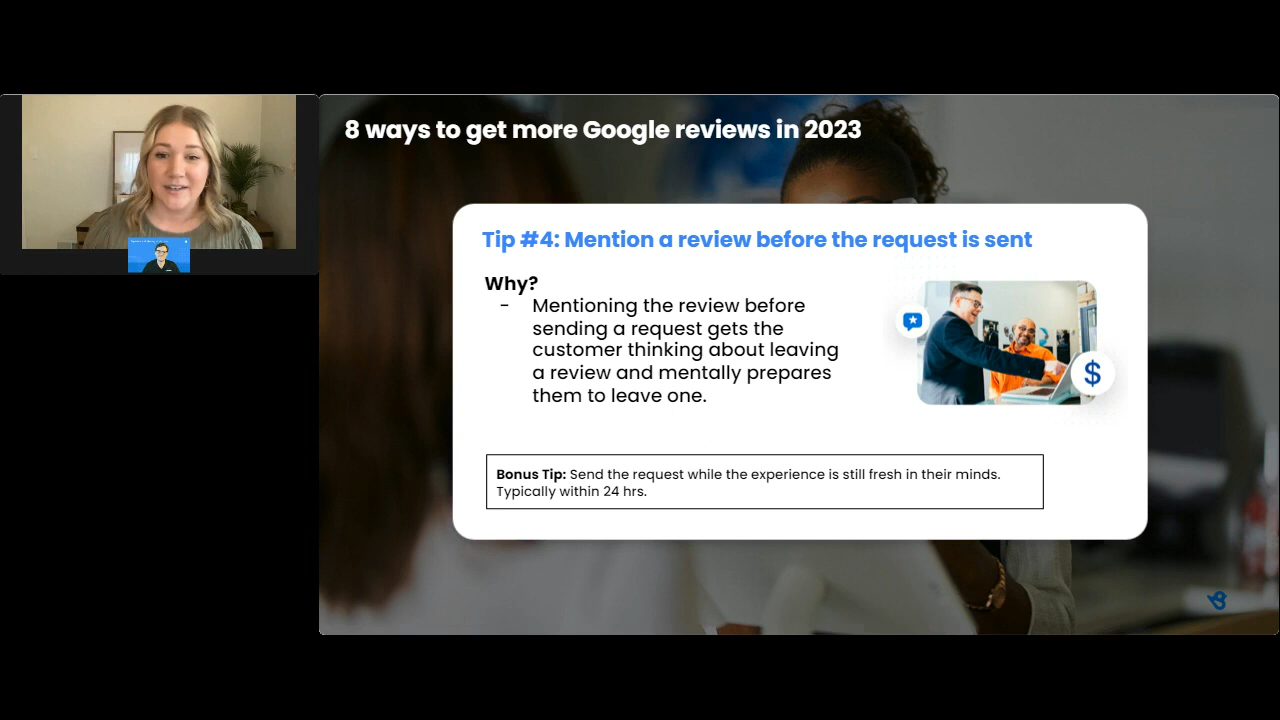 8 ways to get more Google reviews in 2023
Tip #4: Mention a review before the request is sent
Why?
- Mentioning the review before
sending a request gets the
customer thinking about leaving
a review and mentally prepares
them to leave one.
$
Bonus Tip: Send the request while the experience is still fresh in their minds.
Typically within 24 hrs.